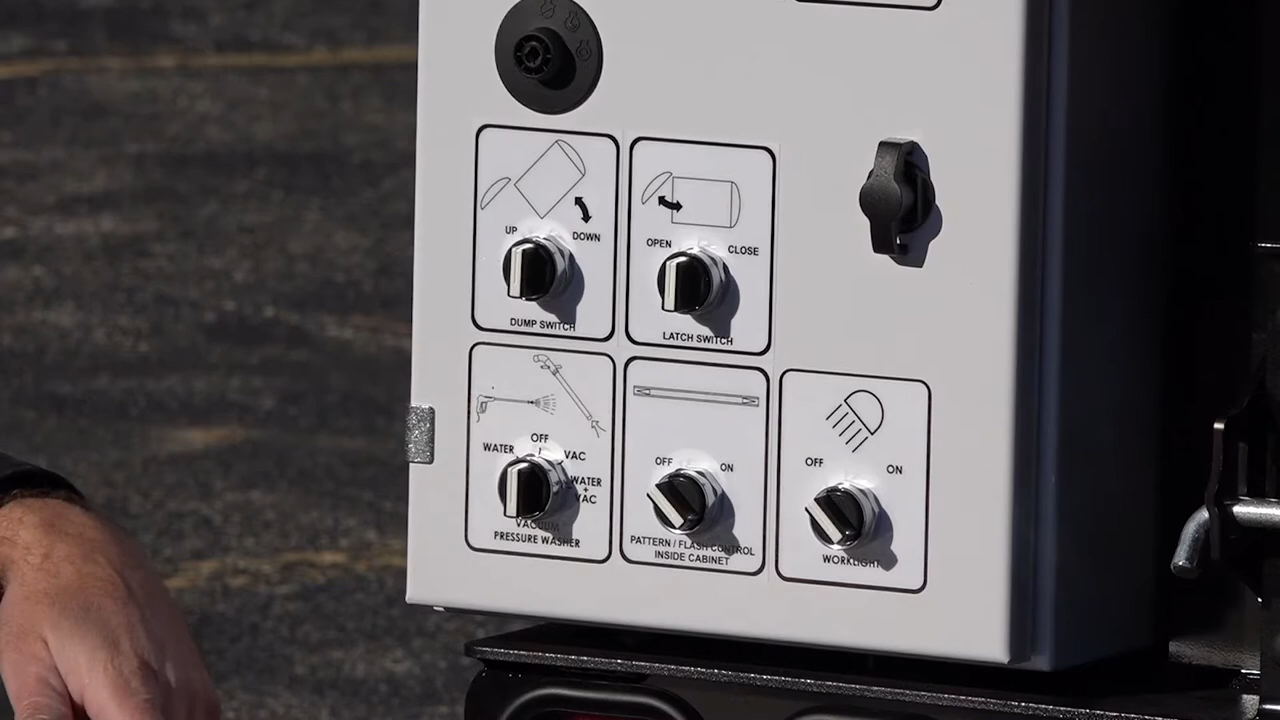 UP DOWN
DUMP SWITCH
OPEN CLOSE
LATCH SWITCH
OFF
WATER VAC
WATER
+
VAC
VACUUM
PRESSURE WASHER
OFF ON
PATTERN / FLASH CONTROL
INSIDE CABINET
OFF ON
WORKLIGHT